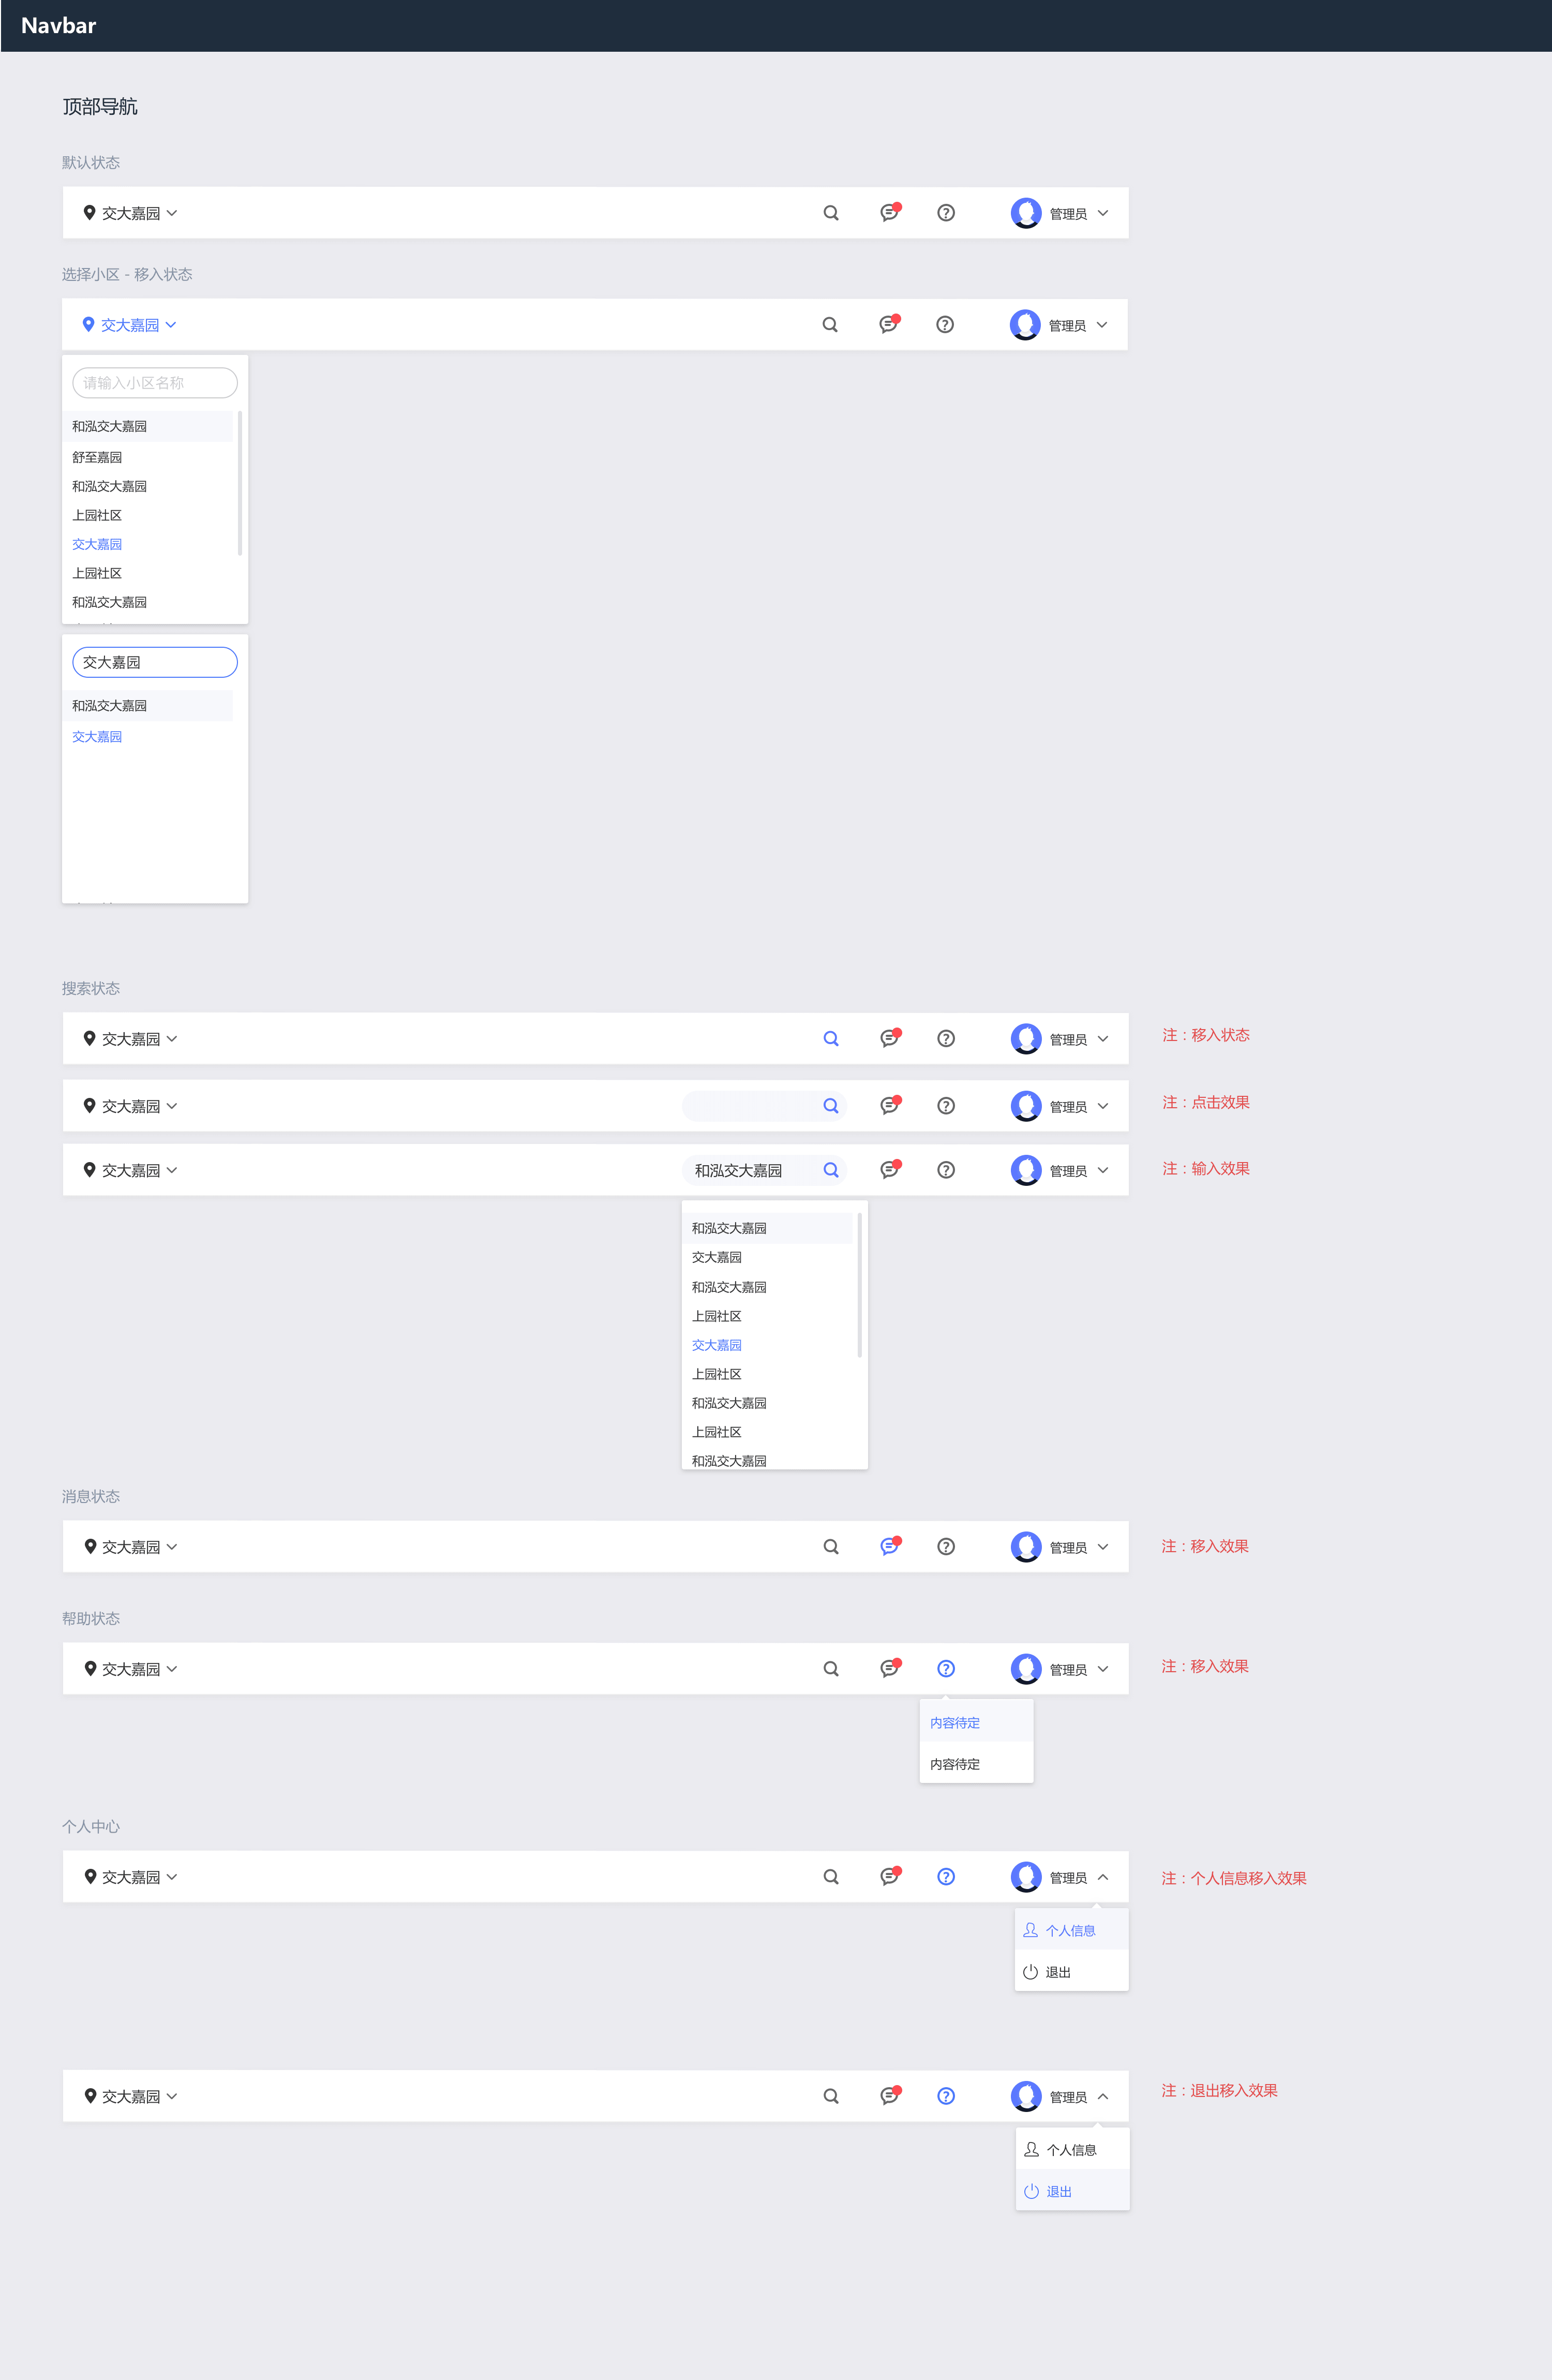 Navbar
顶部导航
默认状态
交大嘉园
管理员
选择小区 - 移入状态
交大嘉园
管理员
请输入小区名称
和泓交大嘉园
舒至嘉园
和泓交大嘉园
上园社区
交大嘉园
上园社区
和泓交大嘉园
交大嘉园
和泓交大嘉园
交大嘉园
搜索状态
交大嘉园
管理员
注：移入状态
交大嘉园
管理员
注：点击效果
交大嘉园
和泓交大嘉园
管理员
注：输入效果
和泓交大嘉园
交大嘉园
和泓交大嘉园
上园社区
交大嘉园
上园社区
和泓交大嘉园
上园社区
和泓交大嘉园
消息状态
交大嘉园
管理员
注：移入效果
帮助状态
交大嘉园
管理员
注：移入效果
内容待定
内容待定
个人中心
交大嘉园
管理员
注：个人信息移入效果
个人信息
退出
交大嘉园
管理员
注：退出移入效果
个人信息
退出